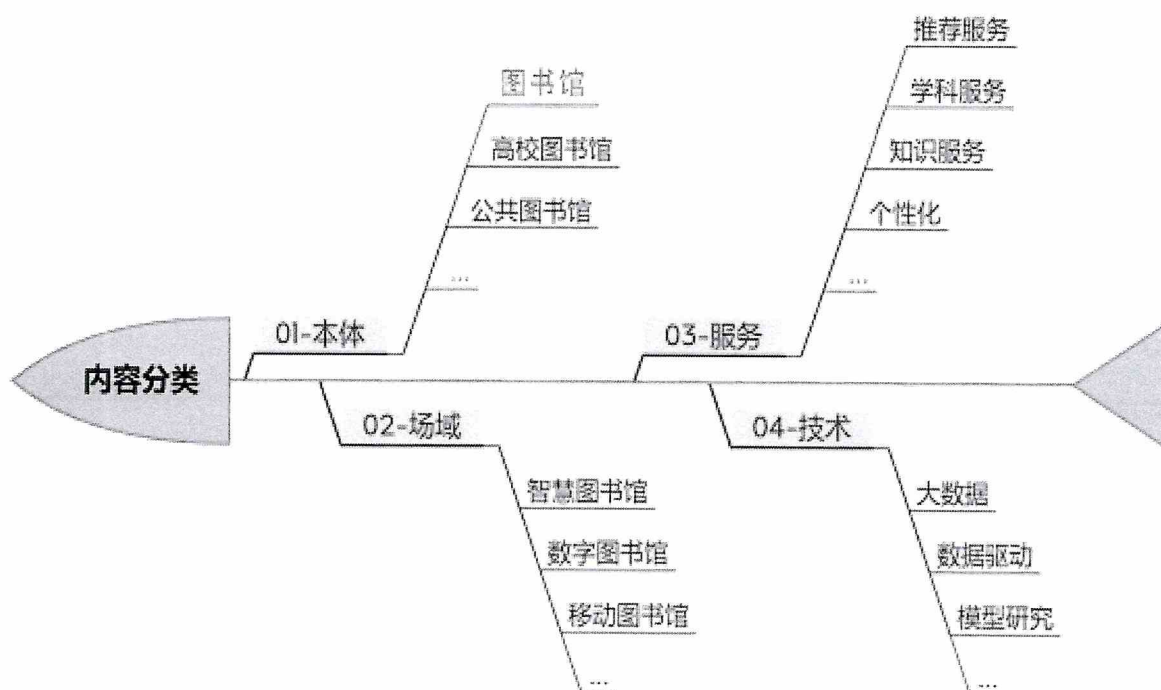 内容分类
01-本体
图书馆
高校图书馆
公共图书馆
...
02-场域
智慧图书馆
数字图书馆
移动图书馆
...
03-服务
推荐服务
学科服务
知识服务
个性化
...
04-技术
大数据
数据驱动
模型研究
...